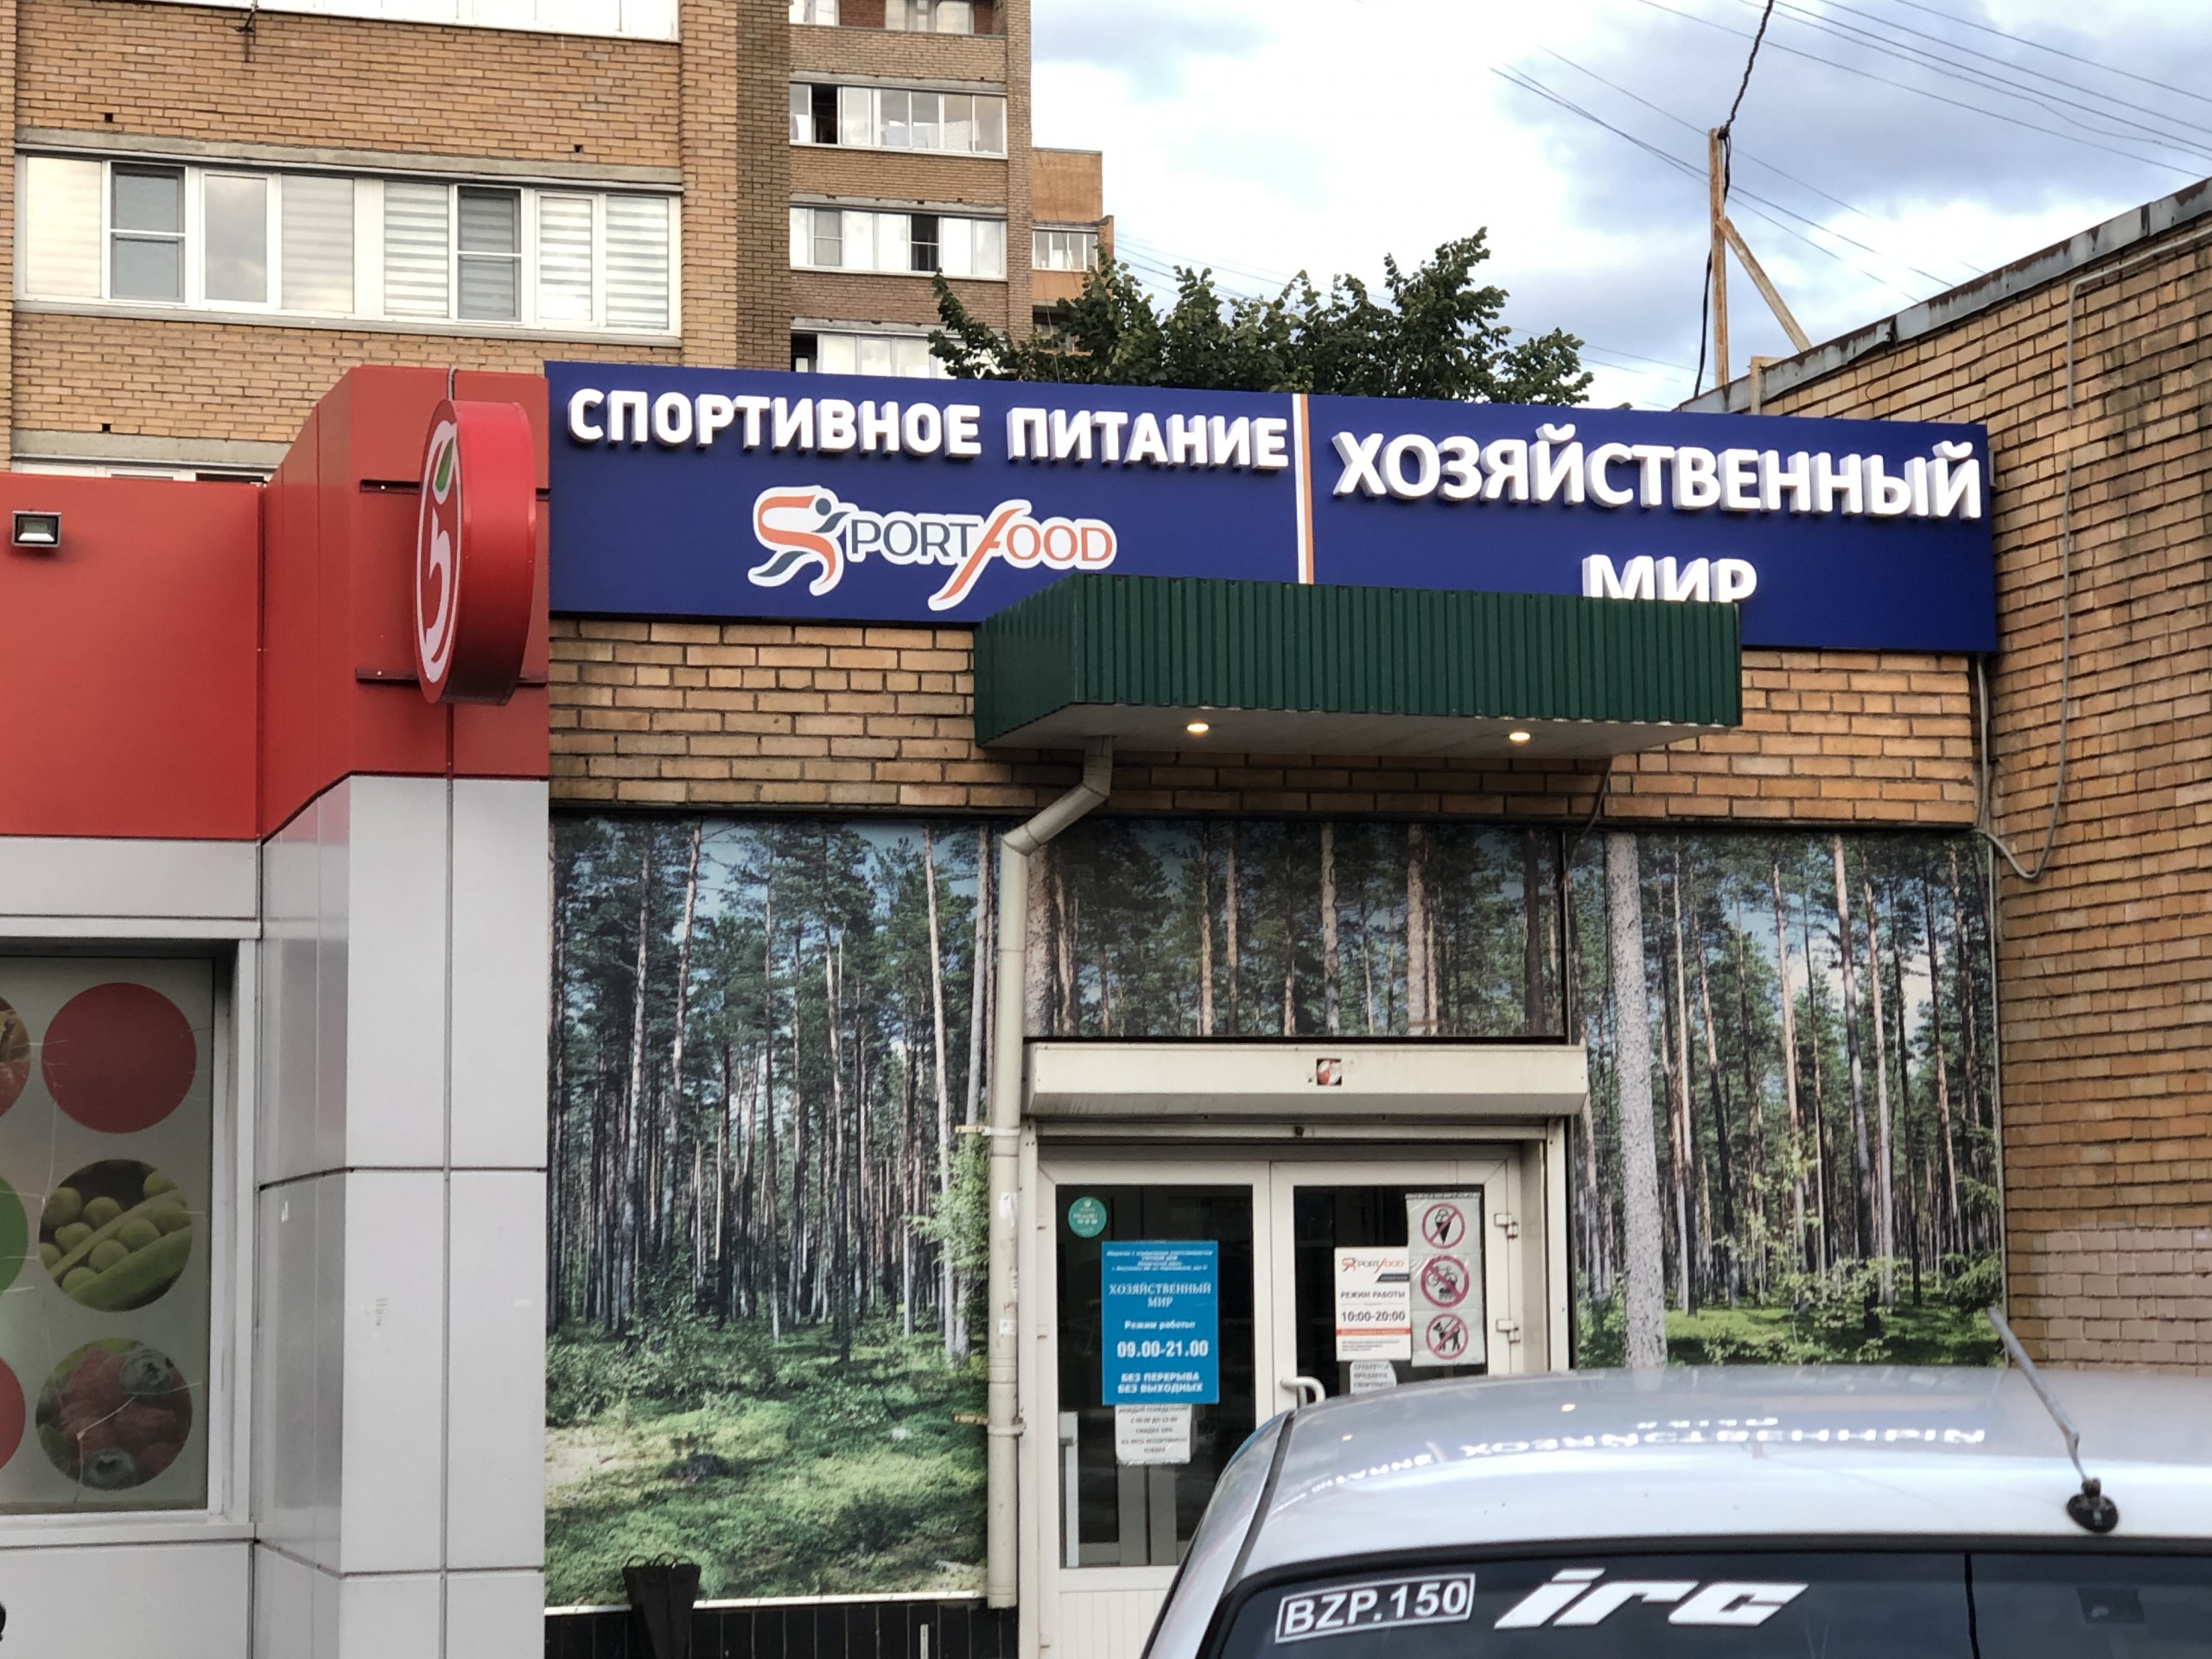 СПОРТИВНОЕ ПИТАНИЕ
SPORTFOOD
ХОЗЯЙСТВЕННЫЙ
МИР
5
ХОЗЯЙСТВЕННЫЙ
МИР
Режим работы
09.00-21.00
БЕЗ ПЕРЕРЫВА
БЕЗ ВЫХОДНЫХ
SPORTFOOD
РЕЖИМ РАБОТЫ
10:00-20:00
BZP.150
irc